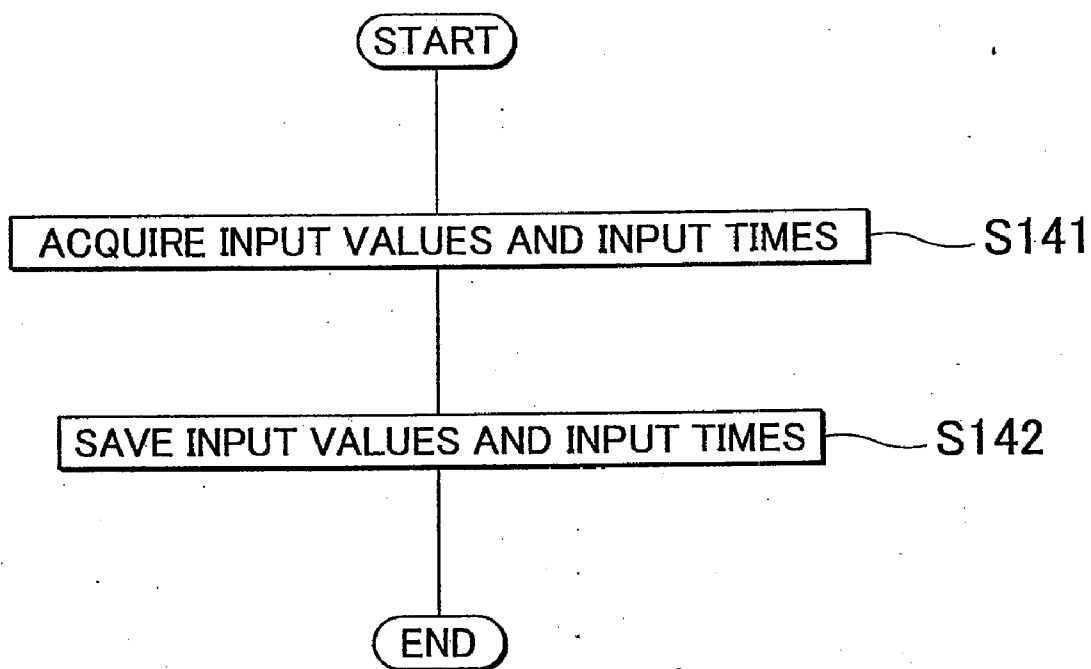 START
ACQUIRE INPUT VALUES AND INPUT TIMES
S141
SAVE INPUT VALUES AND INPUT TIMES
S142
END